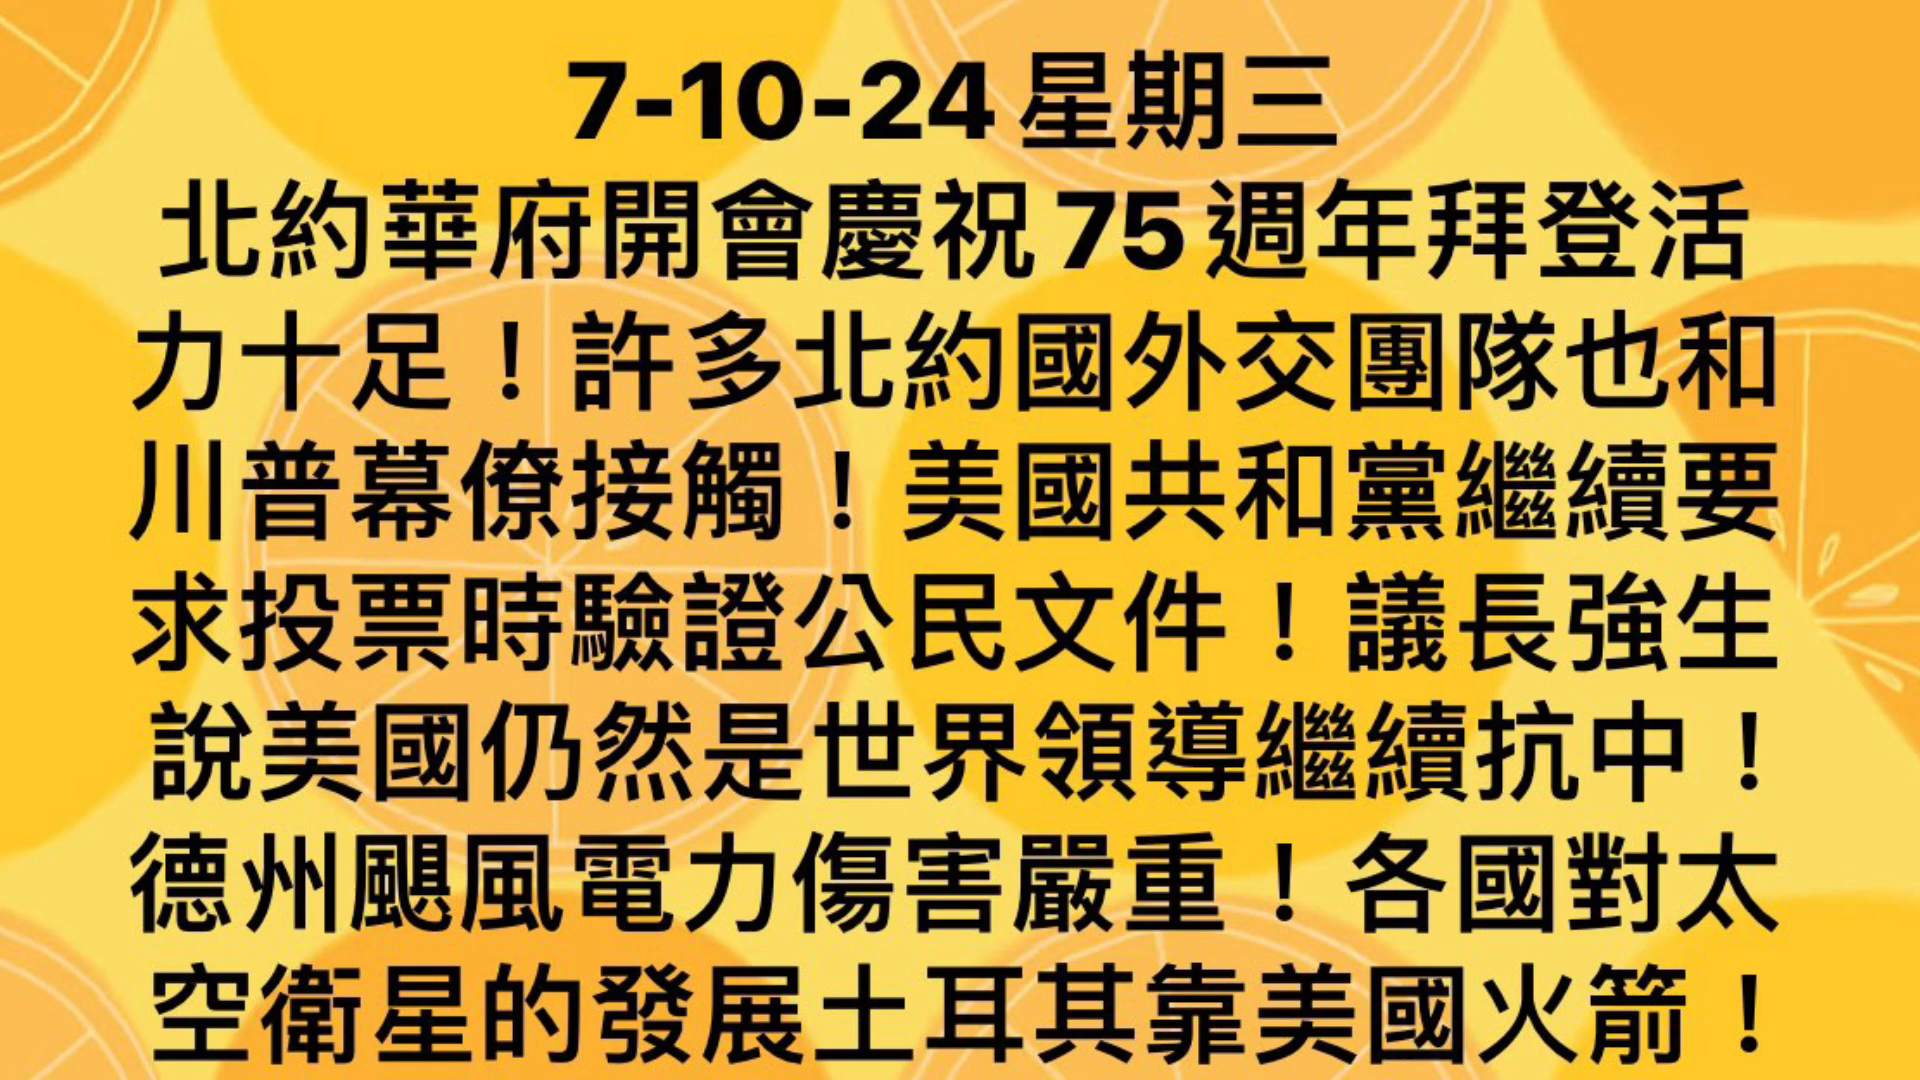 7-10-24星期三
北約華府開會慶祝75週年拜登活
力十足！許多北約國外交團隊也和
川普幕僚接觸！美國共和黨繼續要
求投票時驗證公民文件！議長強生
說美國仍然是世界領導繼續抗中！
德州颶風電力傷害嚴重！各國對太
空衛星的發展土耳其靠美國火箭！